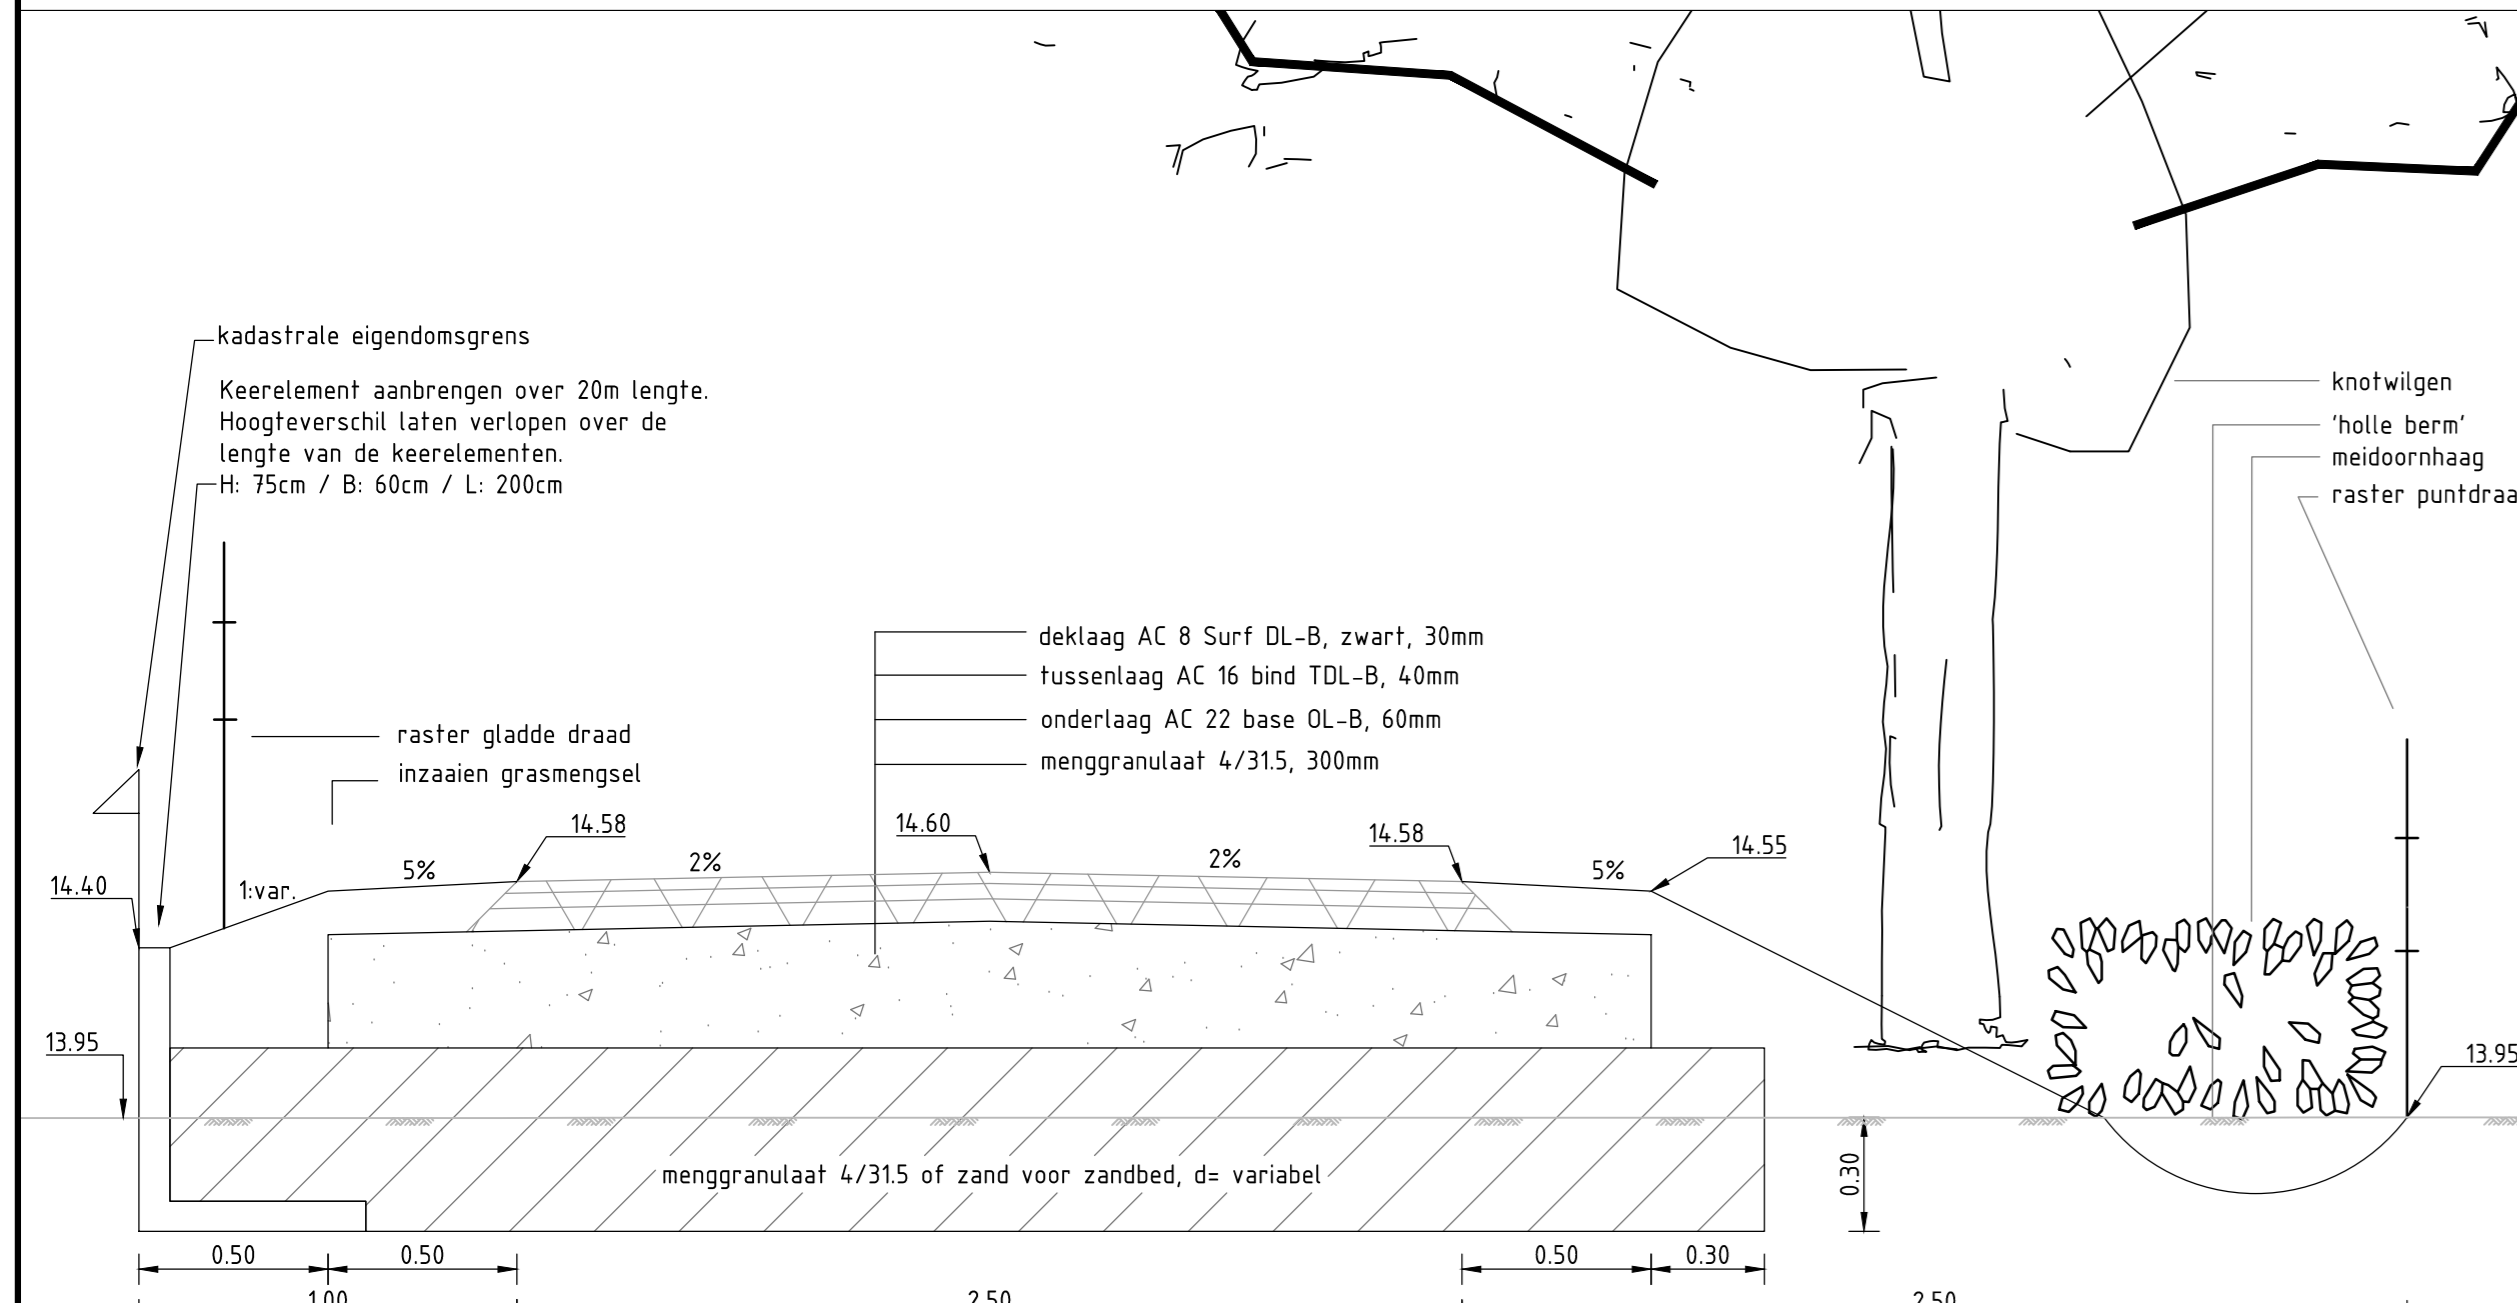 kadastrale eigendomsgrens
Keerelement aanbrengen over 20m lengte.
Hoogteverschil laten verlopen over de
lengte van de keerelementen.
H: 75cm / B: 60cm / L: 200cm
knotwilgen
'holle berm'
meidoornhaag
raster puntdraa
deklaag AC 8 Surf DL-B, zwart, 30mm
tussenlaag AC 16 bind TDL-B, 40mm
onderlaag AC 22 base OL-B, 60mm
menggranulaat 4/31.5, 300mm
raster gladde draad
inzaaien grasmengsel
14.58
14.60
14.58
14.55
5%
2%
2%
5%
14.40
1:var.
13.95
13.95
menggranulaat 4/31.5 of zand voor zandbed, d= variabel
0.30
0.50
0.50
0.50
0.30
1.00
2.50
2.50